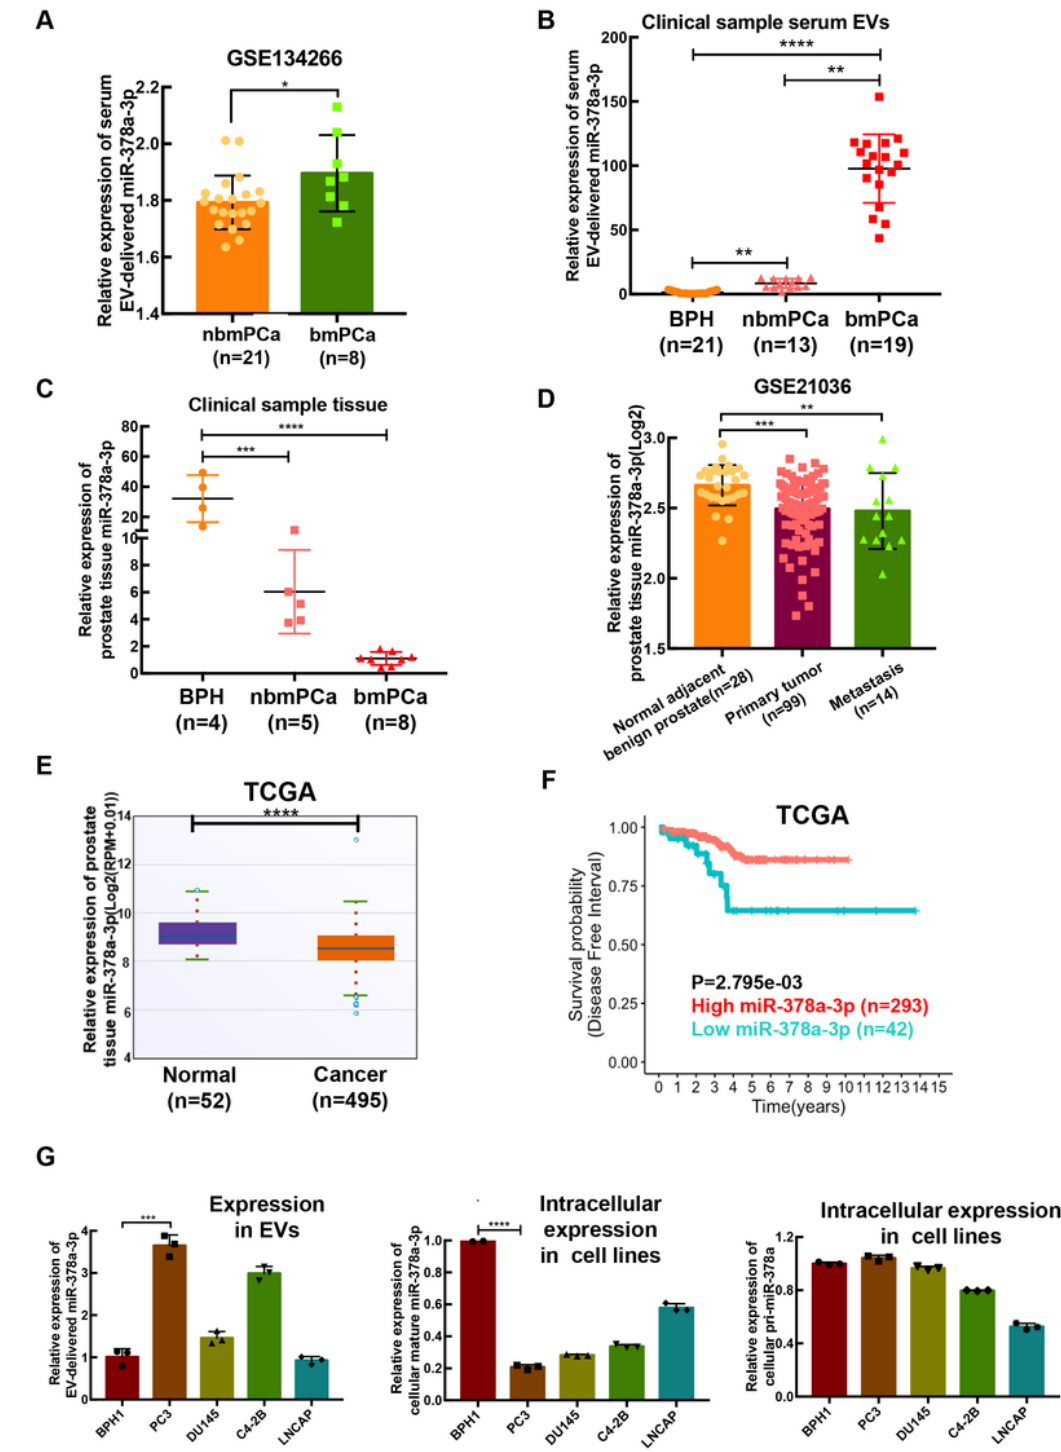 A
GSE134266
Relative expression of serum
EV-delivered miR-378a-3p
2.2
2.0
1.8
1.6
1.4
*
nbmPCa
(n=21)
bmPCa
(n=8)
B
Clinical sample serum EVs
Relative expression of serum
EV-delivered miR-378a-3p
200
150
100
50
0
****
**
**
BPH
(n=21)
nbmPCa
(n=13)
bmPCa
(n=19)
C
Clinical sample tissue
Relative expression of
prostate tissue miR-378a-3p
80
60
40
20
10
8
6
4
2
0
****
***
BPH
(n=4)
nbmPCa
(n=5)
bmPCa
(n=8)
D
GSE21036
Relative expression of
prostate tissue miR-378a-3p(Log2)
3.0
2.5
2.0
1.5
**
***
Normal adjacent
benign prostate(n=28)
Primary tumor
(n=99)
Metastasis
(n=14)
E
TCGA
Relative expression of prostate
tissue miR-378a-3p(Log2(RPM+0.01))
14
12
10
8
6
4
****
Normal
(n=52)
Cancer
(n=495)
F
TCGA
Survival probability
(Disease Free Interval)
1.00
0.75
0.50
0.25
0.00
P=2.795e-03
High miR-378a-3p (n=293)
Low miR-378a-3p (n=42)
0 1 2 3 4 5 6 7 8 9 10 11 12 13 14 15
Time(years)
G
Expression
in EVs
Relative expression of
EV-delivered miR-378a-3p
4
3
2
1
0
***
BPH1
PC3
DU145
C4-2B
LNCAP
Intracellular
expression
in cell lines
Relative expression of
cellular mature miR-378a-3p
1.0
0.8
0.6
0.4
0.2
0.0
****
BPH1
PC3
DU145
C4-2B
LNCAP
Intracellular expression
in cell lines
Relative expression of
cellular pri-miR-378a
1.2
0.8
0.4
0.0
BPH1
PC3
DU145
C4-2B
LNCAP